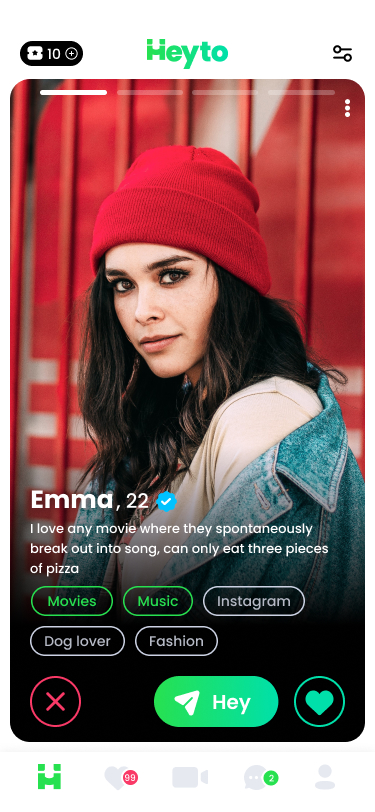 10
Heyto
Emma, 22
I love any movie where they spontaneously
break out into song, can only eat three pieces
of pizza
Movies
Music
Instagram
Dog lover
Fashion
Hey
99
2